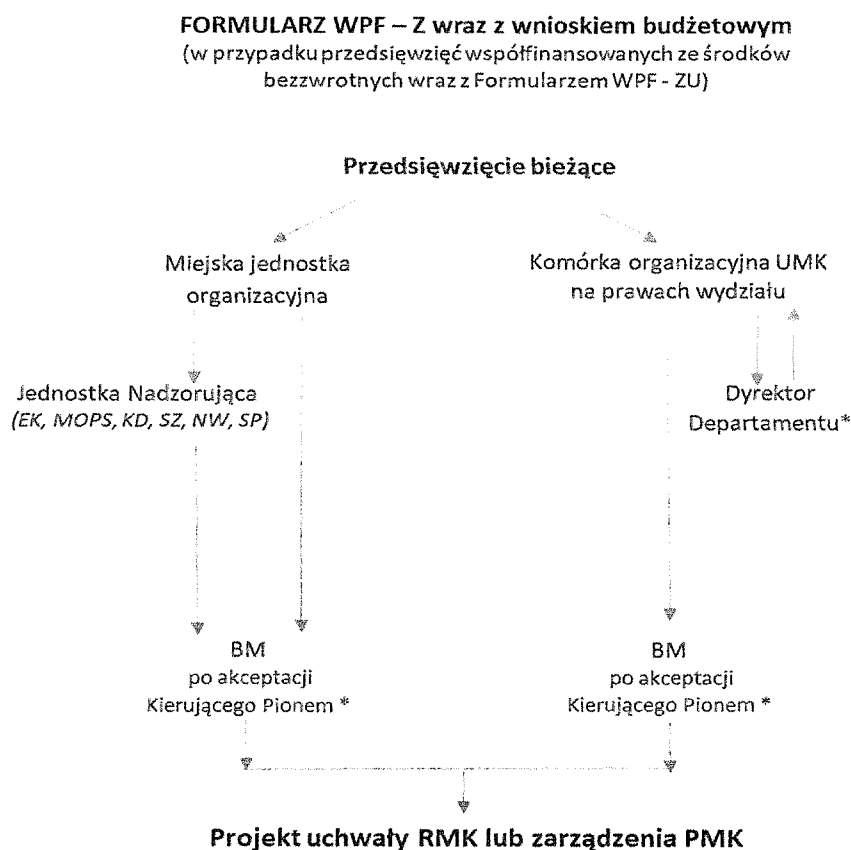 FORMULARZ WPF – Z wraz z wnioskiem budżetowym
(w przypadku przedsięwzięć współfinansowanych ze środków
bezzwrotnych wraz z Formularzem WPF - ZU)
Przedsięwzięcie bieżące
Miejska jednostka
organizacyjna
Komórka organizacyjna UMK
na prawach wydziału
Jednostka Nadzorująca
(EK, MOPS, KD, SZ, NW, SP)
Dyrektor
Departamentu*
BM
po akceptacji
Kierującego Pionem *
BM
po akceptacji
Kierującego Pionem *
Projekt uchwały RMK lub zarządzenia PMK